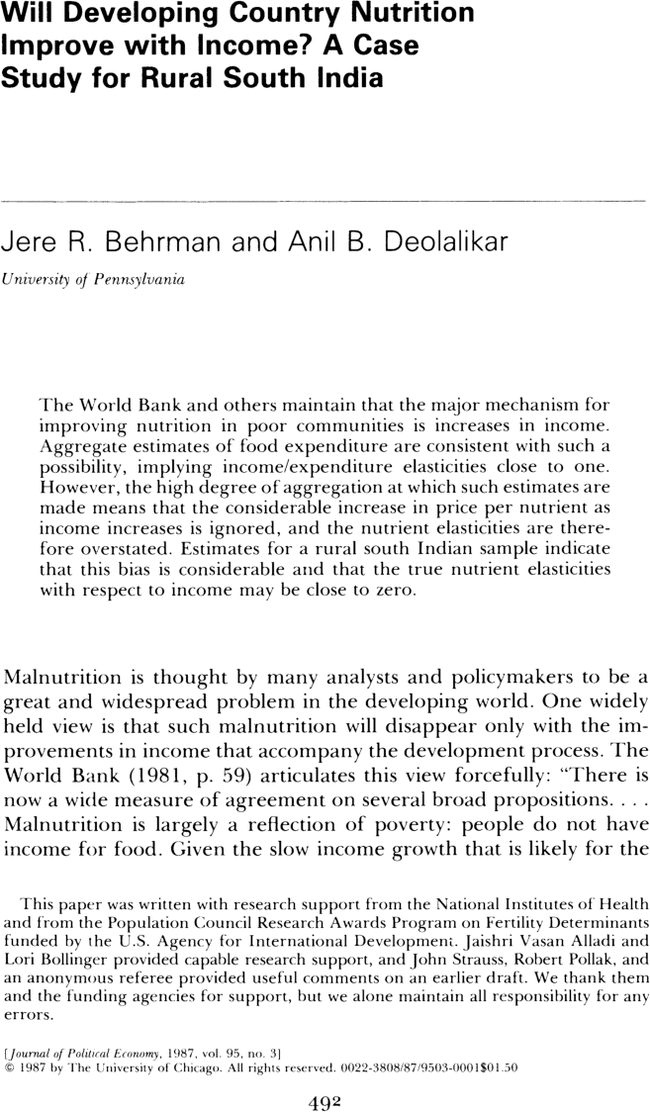 Will Developing Country Nutrition
Improve with Income? A Case
Study for Rural South India
Jere R. Behrman and Anil B. Deolalikar
University of Pennsylvania
The World Bank and others maintain that the major mechanism for
improving nutrition in poor communities is increases in income.
Aggregate estimates of food expenditure are consistent with such a
possibility, implying income/expenditure elasticities close to one.
However, the high degree of aggregation at which such estimates are
made means that the considerable increase in price per nutrient as
income increases is ignored, and the nutrient elasticities are there-
fore overstated. Estimates for a rural south Indian sample indicate
that this bias is considerable and that the true nutrient elasticities
with respect to income may be close to zero.
Malnutrition is thought by many analysts and policymakers to be a
great and widespread problem in the developing world. One widely
held view is that such malnutrition will disappear only with the im-
provements in income that accompany the development process. The
World Bank (1981, p. 59) articulates this view forcefully: “There is
now a wide measure of agreement on several broad propositions. . . .
Malnutrition is largely a reflection of poverty: people do not have
income for food. Given the slow income growth that is likely for the
This paper was written with research support from the National Institutes of Health
and from the Population Council Research Awards Program on Fertility Determinants
funded by the U.S. Agency for International Development. Jaishri Vasan Alladi and
Lori Bollinger provided capable research support, and John Strauss, Robert Pollak, and
an anonymous referee provided useful comments on an earlier draft. We thank them
and the funding agencies for support, but we alone maintain all responsibility for any
errors.
[Journal of Political Economy, 1987, vol. 95, no. 3]
© 1987 by The University of Chicago. All rights reserved. 0022-3808/87/9503-0001$01.50
492